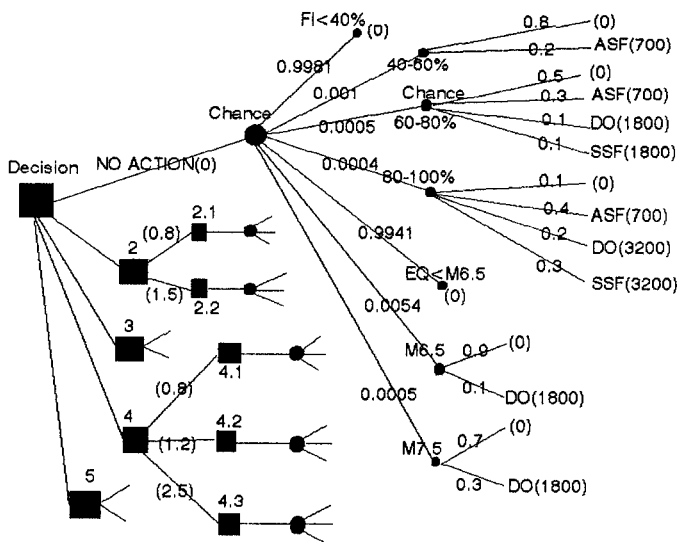 FI<40%
(0)
0.9981
0.8
(0)
0.2
ASF(700)
40-60%
0.001
Chance
0.5
(0)
0.3
ASF(700)
0.1
DO(1800)
0.1
SSF(1800)
60-80%
0.0005
Chance
0.0004
80-100%
0.1
(0)
0.4
ASF(700)
0.2
DO(3200)
0.3
SSF(3200)
Decision
NO ACTION(0)
0.9941
EQ<M6.5
(0)
0.0054
M6.5
0.9
(0)
0.1
DO(1800)
0.0005
M7.5
0.7
(0)
0.3
DO(1800)
2
(0.8)
2.1
(1.5)
2.2
3
4
(0.8)
4.1
(1.2)
4.2
(2.5)
4.3
5